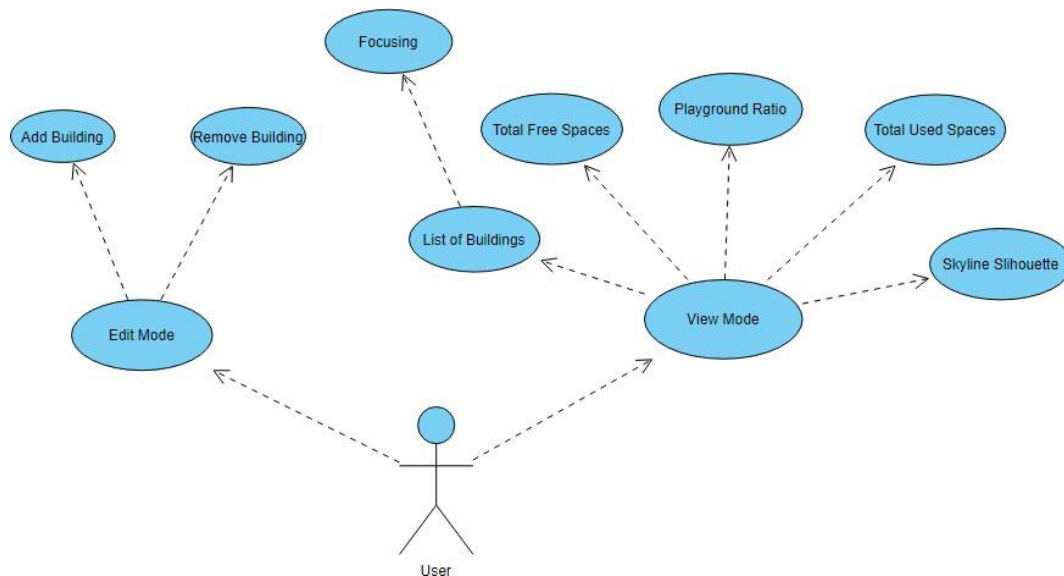 Focusing
Add Building
Remove Building
Total Free Spaces
Playground Ratio
Total Used Spaces
List of Buildings
Skyline Slihouette
Edit Mode
View Mode
User